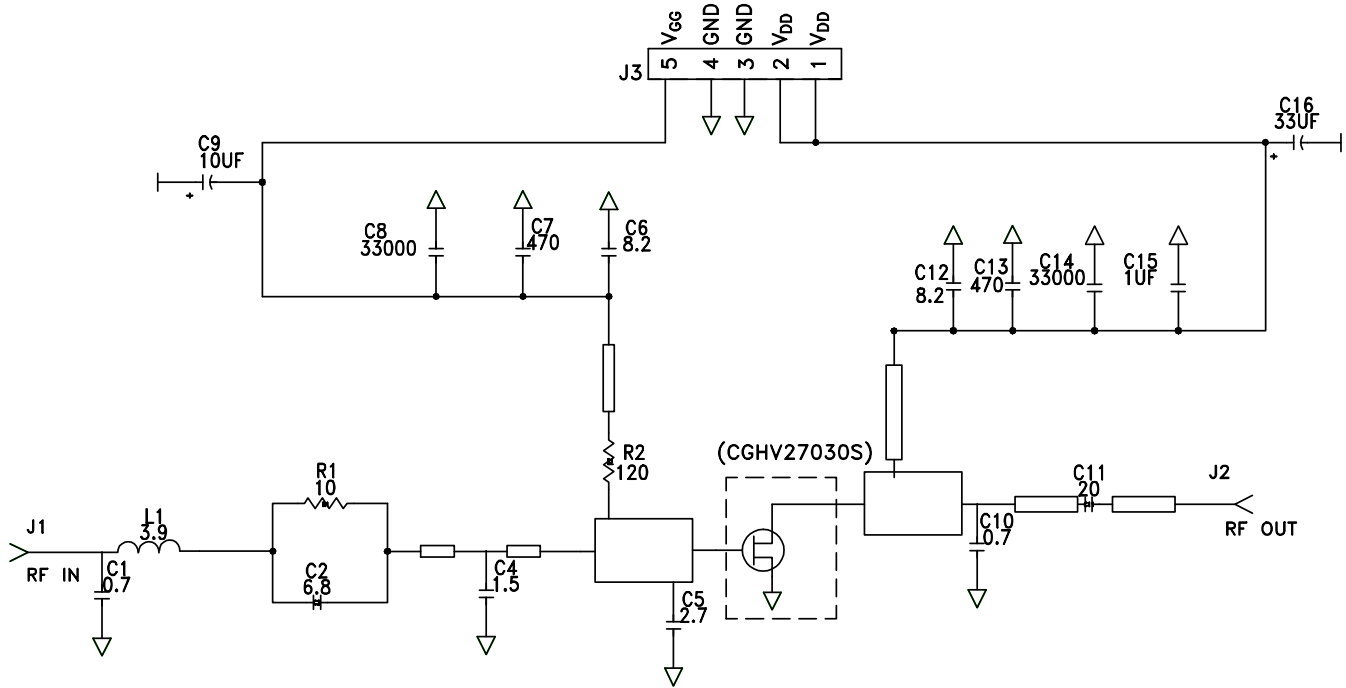 VGG
GND
GND
VDD
VDD
J3
5
4
3
2
1
C9
10UF
+
C16
33UF
+
C8
33000
C7
470
C6
8.2
C12
8.2
C13
470
C14
33000
C15
1UF
R2
120
(CGHV27030S)
R1
10
C11
20
J2
RF OUT
J1
RF IN
L1
3.9
C1
0.7
C2
6.8
C4
1.5
C5
2.7
C10
0.7